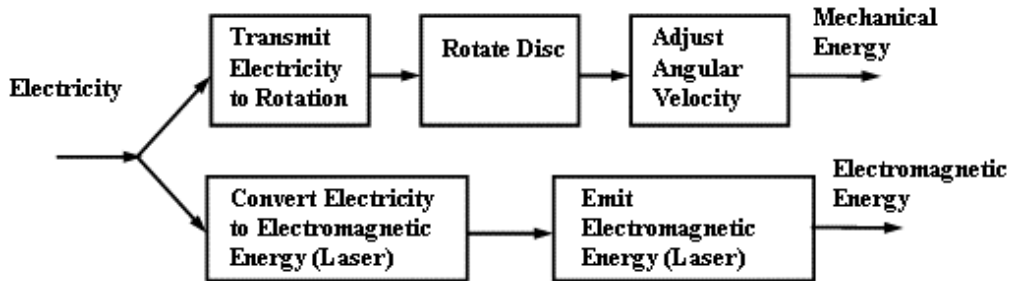 Electricity
Transmit
Electricity
to Rotation
Rotate Disc
Adjust
Angular
Velocity
Mechanical
Energy
Convert Electricity
to Electromagnetic
Energy (Laser)
Emit
Electromagnetic
Energy (Laser)
Electromagnetic
Energy